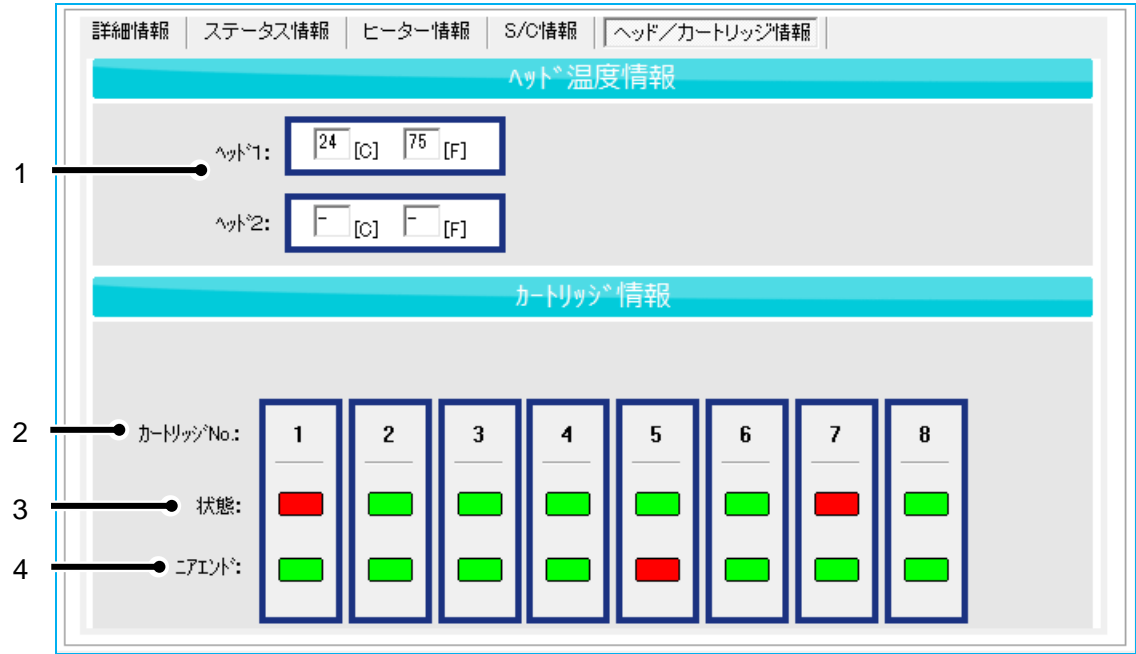 詳細情報 ステータス情報 ヒーター情報 S/C情報 ヘッド／カートリッジ情報
ﾍｯﾄﾞ温度情報
1 ﾍｯﾄﾞ1: 24 [C] 75 [F]
ﾍｯﾄﾞ2: - [C] - [F]
ｶｰﾄﾘｯｼﾞ情報
2 ｶｰﾄﾘｯｼﾞNo.: 1 2 3 4 5 6 7 8
3 状態:
4 ﾆｱｴﾝﾄﾞ: